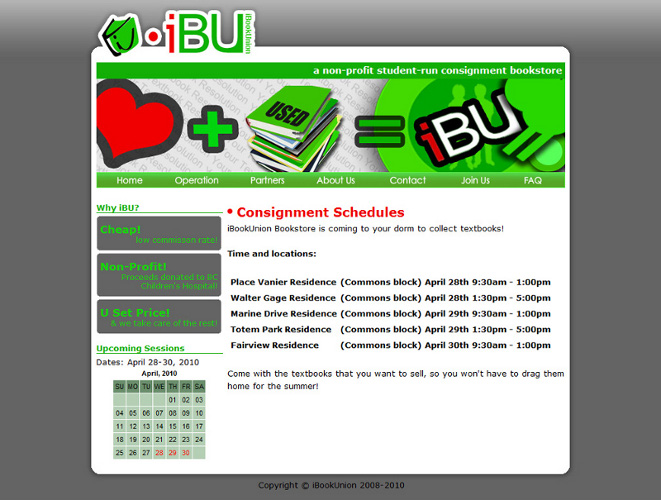 iBU iBookUnion
a non-profit student-run consignment bookstore
USED
iBU
Home Operation Partners About Us Contact Join Us FAQ
Why iBU?
Cheap!
low commisson rate!
Non-Profit!
Proceeds donated to BC
Children's Hospital!
U Set Price!
& we take care of the rest!
Upcoming Sessions
Dates: April 28-30, 2010
April, 2010
SU MO TU WE TH FR SA
01 02 03
04 05 06 07 08 09 10
11 12 13 14 15 16 17
18 19 20 21 22 23 24
25 26 27 28 29 30
Consignment Schedules
iBookUnion Bookstore is coming to your dorm to collect textbooks!
Time and locations:
Place Vanier Residence (Commons block) April 28th 9:30am - 1:00pm
Walter Gage Residence (Commons block) April 28th 1:30pm - 5:00pm
Marine Drive Residence (Commons block) April 29th 9:30am - 1:00pm
Totem Park Residence (Commons block) April 29th 1:30pm - 5:00pm
Fairview Residence (Commons block) April 30th 9:30am - 1:00pm
Come with the textbooks that you want to sell, so you won't have to drag them
home for the summer!
Copyright © iBookUnion 2008-2010